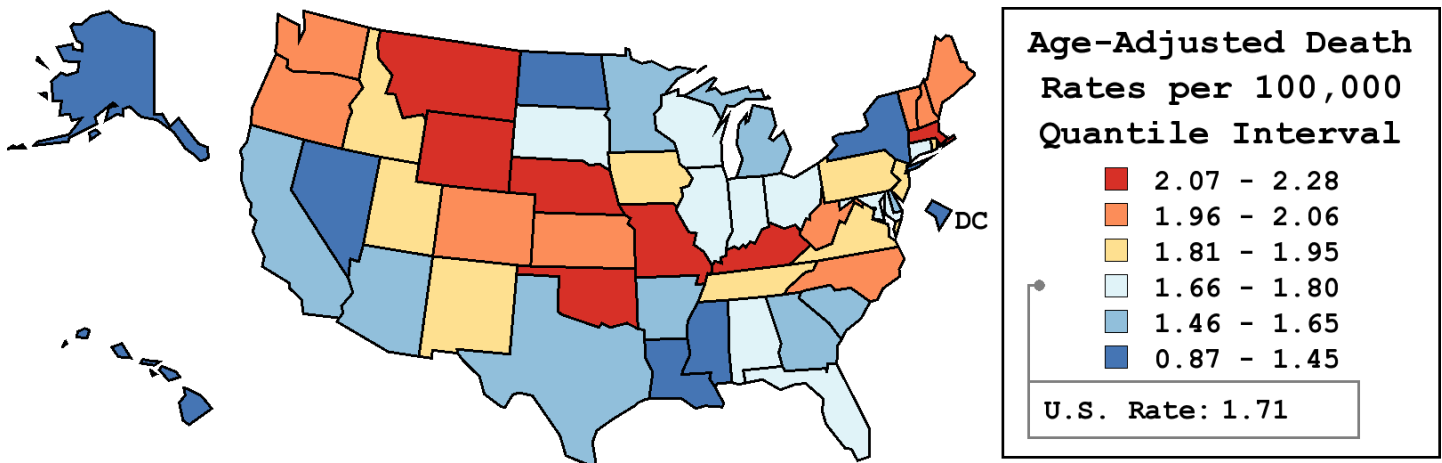 DC
Age-Adjusted Death
Rates per 100,000
Quantile Interval
2.07 - 2.28
1.96 - 2.06
1.81 - 1.95
1.66 - 1.80
1.46 - 1.65
0.87 - 1.45
U.S. Rate: 1.71